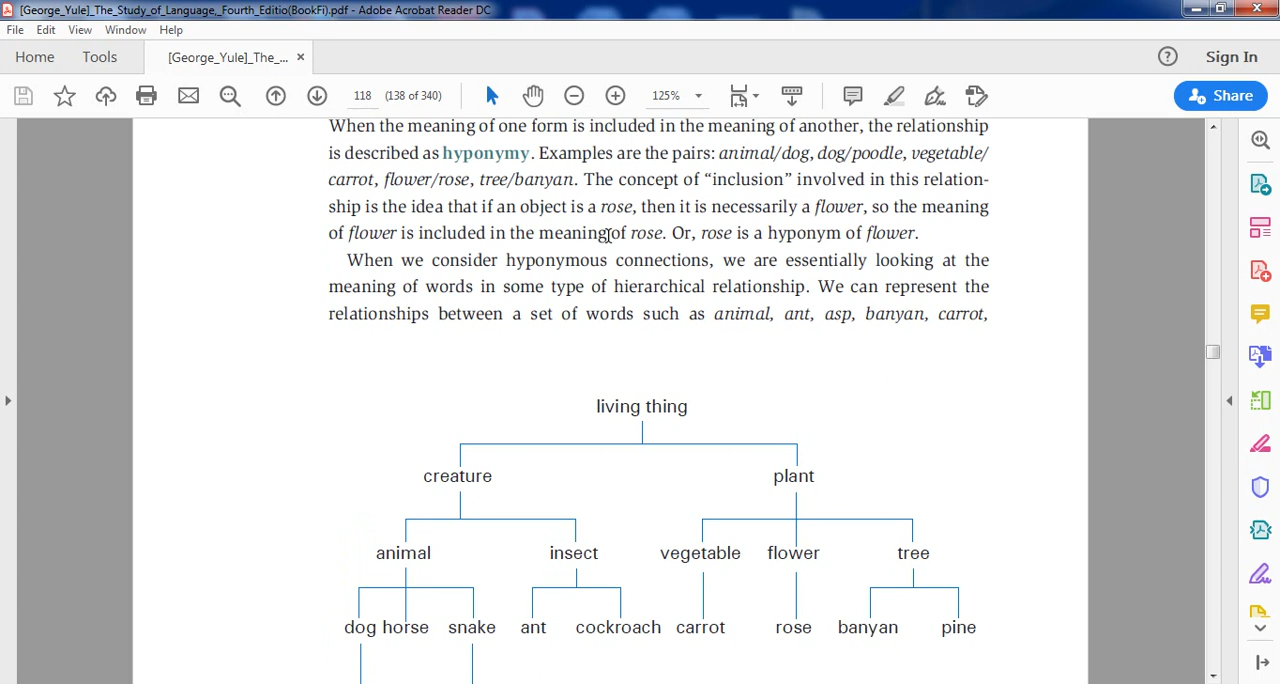 [George_Yule]_The_Study_of_Language,_Fourth_Editio(BookFi).pdf - Adobe Acrobat Reader DC
File Edit View Window Help
Home Tools [George_Yule]_The_... × Sign In
118 (138 of 340) 125% Share
When the meaning of one form is included in the meaning of another, the relationship
is described as hyponymy. Examples are the pairs: animal/dog, dog/poodle, vegetable/
carrot, flower/rose, tree/banyan. The concept of “inclusion” involved in this relation-
ship is the idea that if an object is a rose, then it is necessarily a flower, so the meaning
of flower is included in the meaning of rose. Or, rose is a hyponym of flower.
When we consider hyponymous connections, we are essentially looking at the
meaning of words in some type of hierarchical relationship. We can represent the
relationships between a set of words such as animal, ant, asp, banyan, carrot,
living thing
creature plant
animal insect vegetable flower tree
dog horse snake ant cockroach carrot rose banyan pine